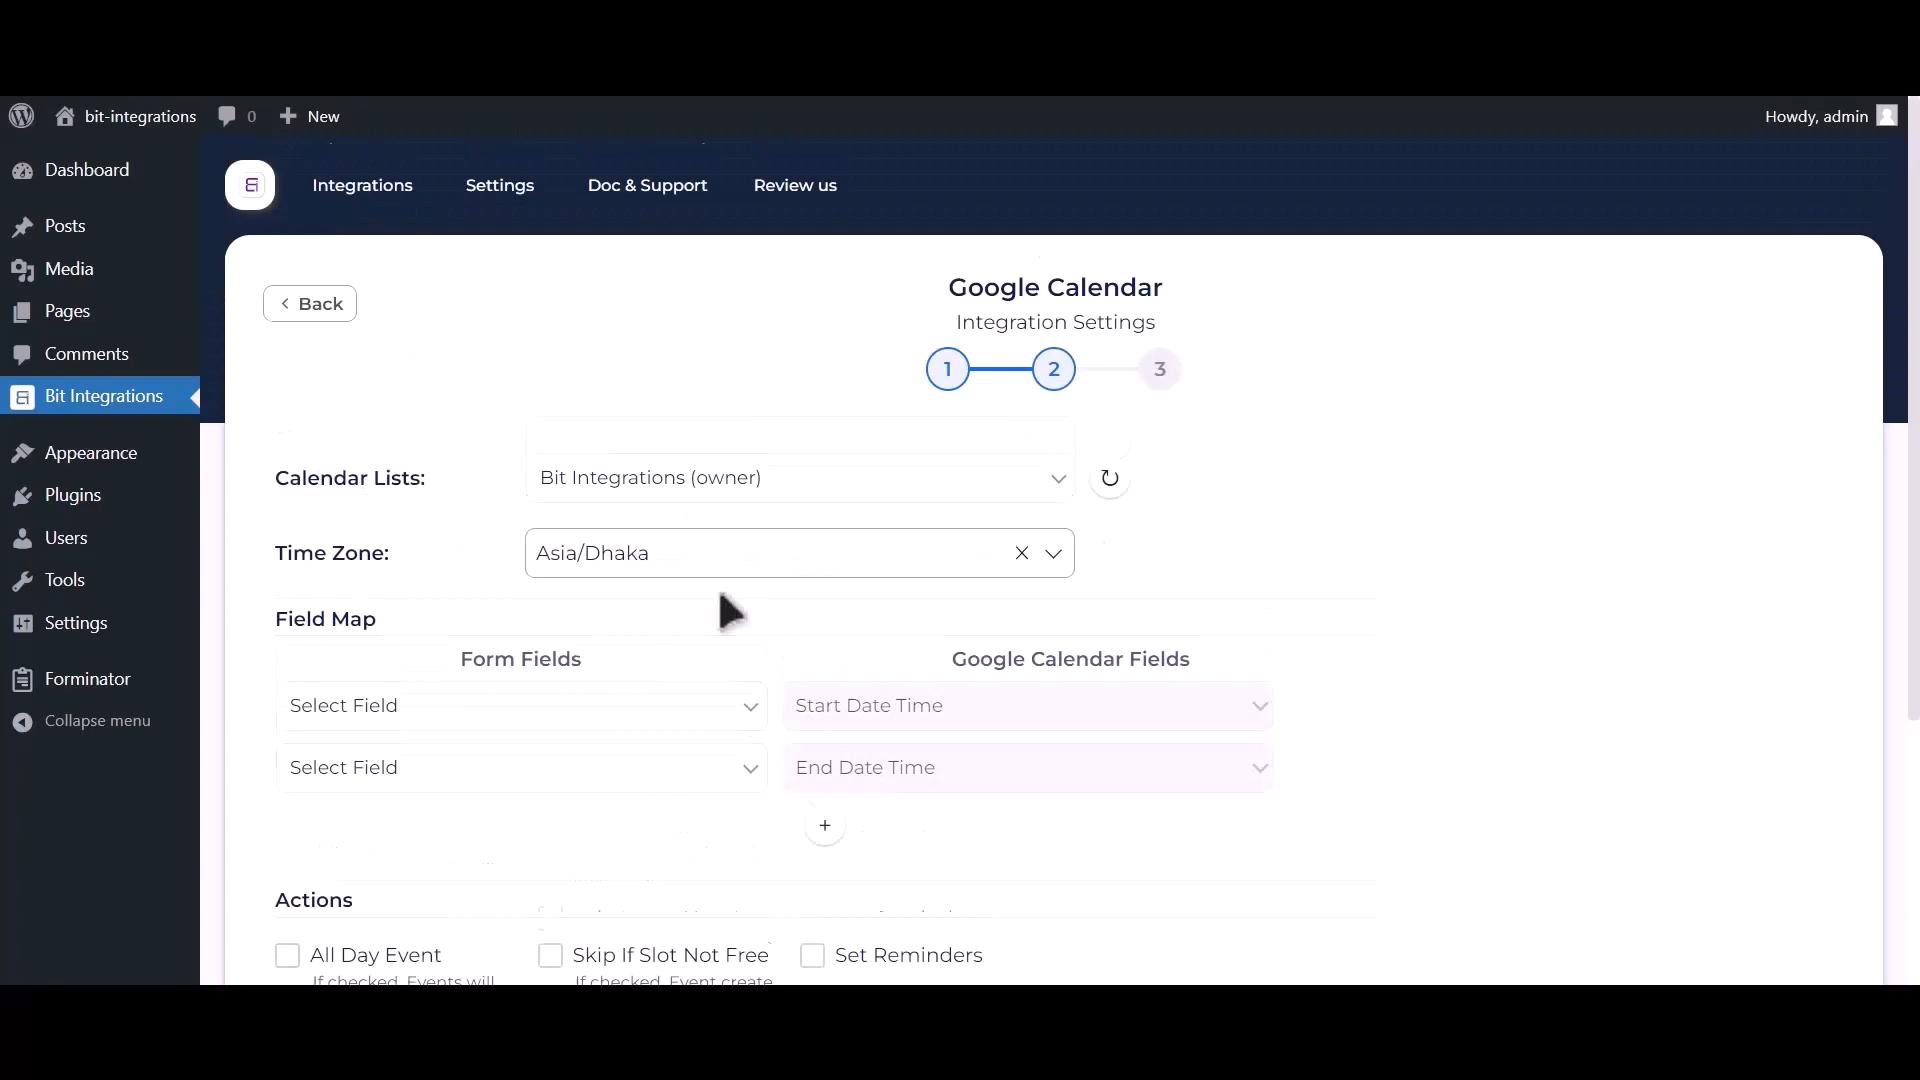 bit-integrations 0 New Howdy, admin
Dashboard
Posts
Media
Pages
Comments
Bit Integrations
Appearance
Plugins
Users
Tools
Settings
Forminator
Collapse menu
Integrations Settings Doc & Support Review us
Back
Google Calendar
Integration Settings
1 2 3
Calendar Lists: Bit Integrations (owner)
Time Zone: Asia/Dhaka
Field Map
Form Fields Google Calendar Fields
Select Field Start Date Time
Select Field End Date Time
+
Actions
All Day Event Skip If Slot Not Free Set Reminders
If checked, Events will If checked, Event create